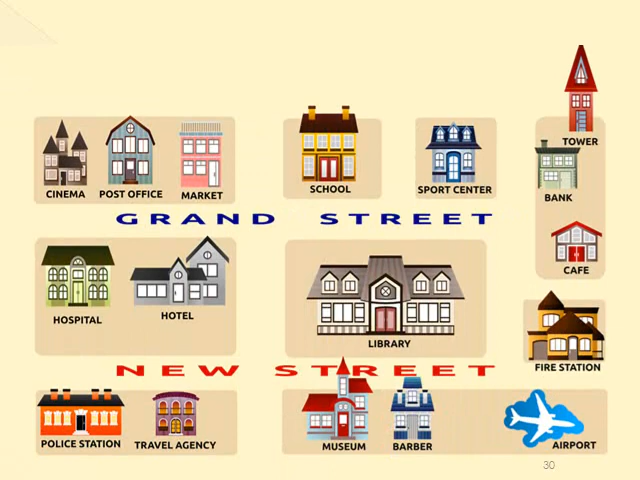 TOWER
CINEMA POST OFFICE MARKET
SCHOOL
SPORT CENTER
BANK
GRAND STREET
CAFE
HOSPITAL
HOTEL
LIBRARY
FIRE STATION
NEW STREET
POLICE STATION
TRAVEL AGENCY
MUSEUM
BARBER
AIRPORT
30